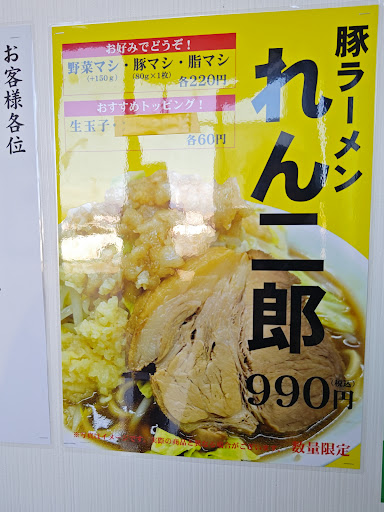 お客様各位
豚ラーメン
れん二郎
990円
(税込)
お好みでどうぞ！
野菜マシ・豚マシ・脂マシ
(+150g) (80g×1枚) 各220円
おすすめトッピング！
生玉子・
各60円
数量限定